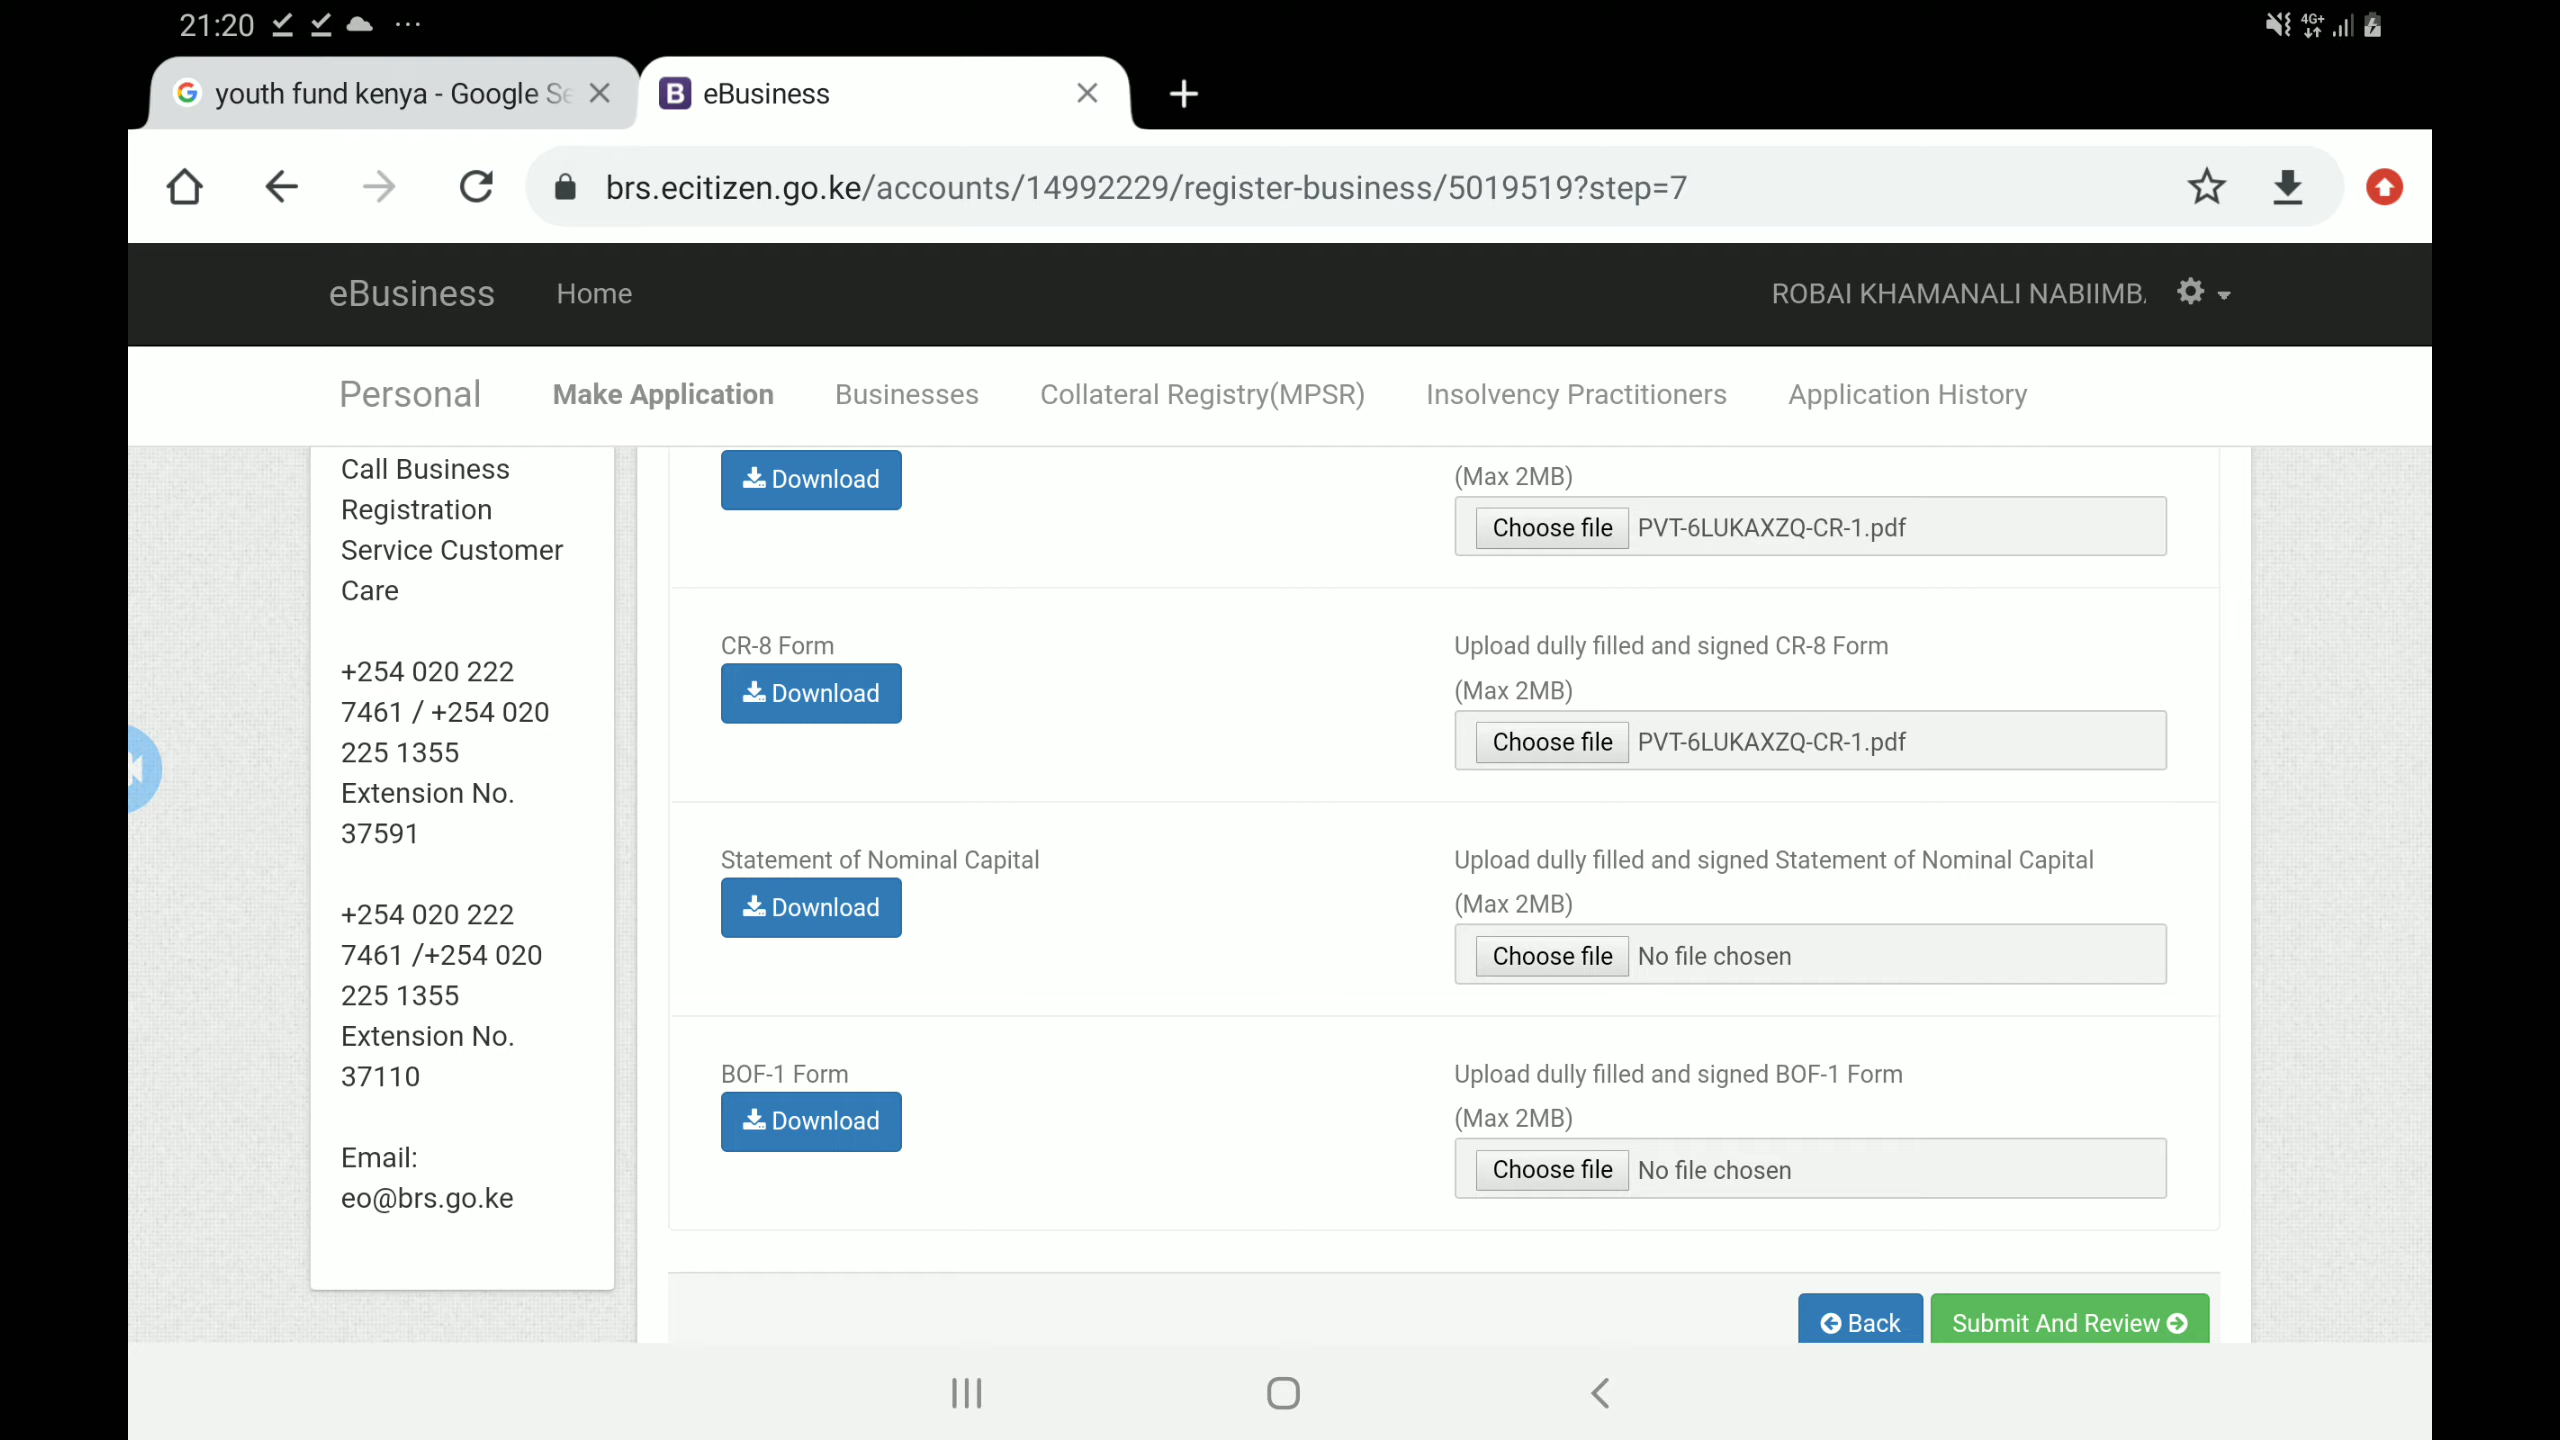 21:20
4G+
youth fund kenya - Google Se
eBusiness
brs.ecitizen.go.ke/accounts/14992229/register-business/5019519?step=7
eBusiness
Home
ROBAI KHAMANALI NABIIMBA
Personal
Make Application
Businesses
Collateral Registry(MPSR)
Insolvency Practitioners
Application History
Call Business
Registration
Service Customer
Care
+254 020 222
7461 / +254 020
225 1355
Extension No.
37591
+254 020 222
7461 /+254 020
225 1355
Extension No.
37110
Email:
eo@brs.go.ke
Download
(Max 2MB)
Choose file PVT-6LUKAXZQ-CR-1.pdf
CR-8 Form
Download
Upload dully filled and signed CR-8 Form
(Max 2MB)
Choose file PVT-6LUKAXZQ-CR-1.pdf
Statement of Nominal Capital
Download
Upload dully filled and signed Statement of Nominal Capital
(Max 2MB)
Choose file No file chosen
BOF-1 Form
Download
Upload dully filled and signed BOF-1 Form
(Max 2MB)
Choose file No file chosen
Back
Submit And Review